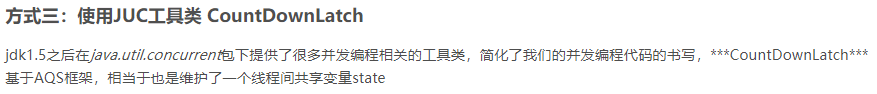 方式三：使用JUC工具类 CountDownLatch
jdk1.5之后在java.util.concurrent包下提供了很多并发编程相关的工具类，简化了我们的并发编程代码的书写，***CountDownLatch***
基于AQS框架，相当于也是维护了一个线程间共享变量state